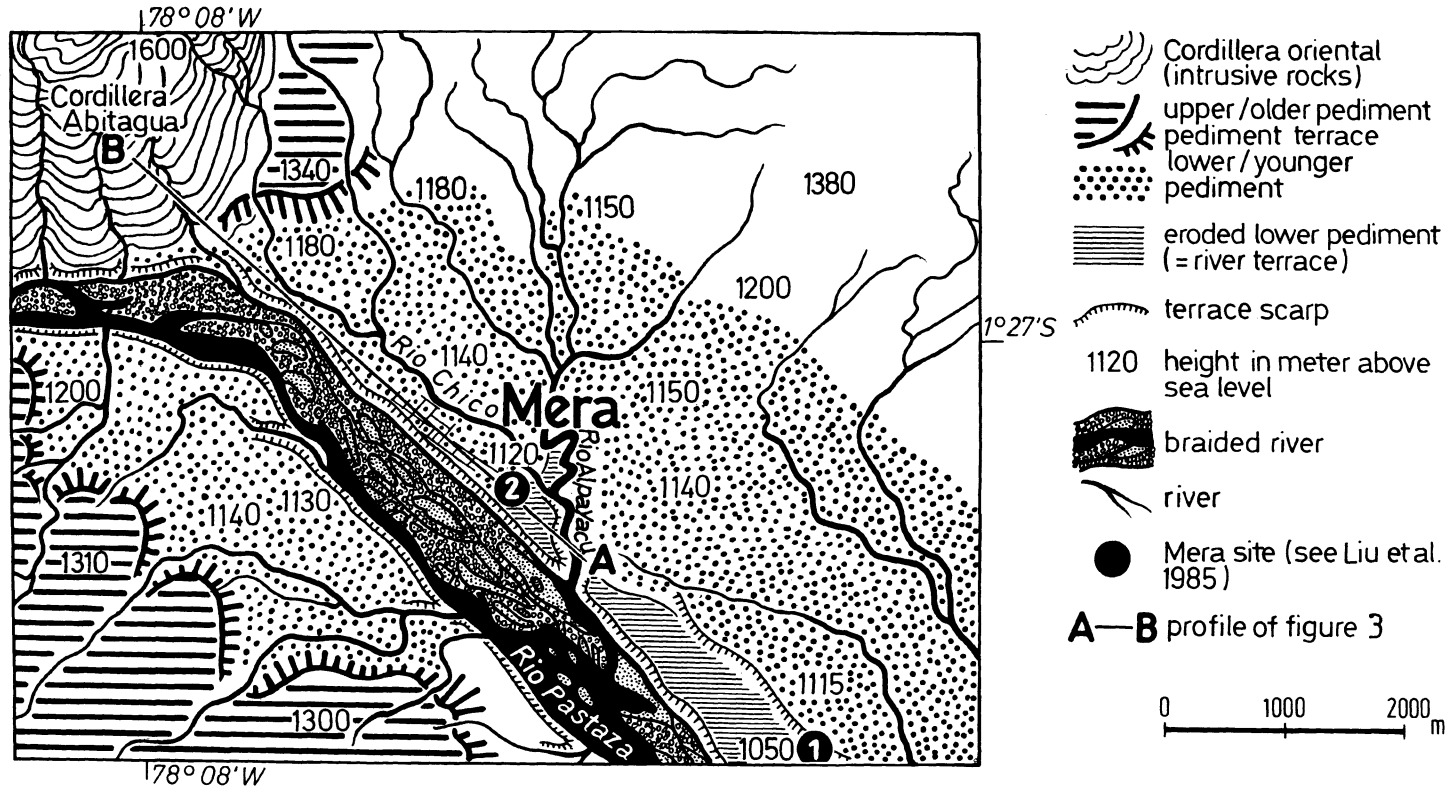 78° 08' W
1600
Cordillera
Abitagua
B
1340
1180
1150
1380
1180
1200
1°27'S
1140
Rio Chico
1200
1150
Mera
1120
Rio Alpayacu
2
1140
1130
1140
A
1310
1115
Rio Pastaza
1300
1050
1
78° 08' W
Cordillera oriental
(intrusive rocks)
upper/older pediment
pediment terrace
lower/younger
pediment
eroded lower pediment
(=river terrace)
terrace scarp
1120 height in meter above
sea level
braided river
river
Mera site (see Liu et al.
1985)
A—B profile of figure 3
0 1000 2000
m